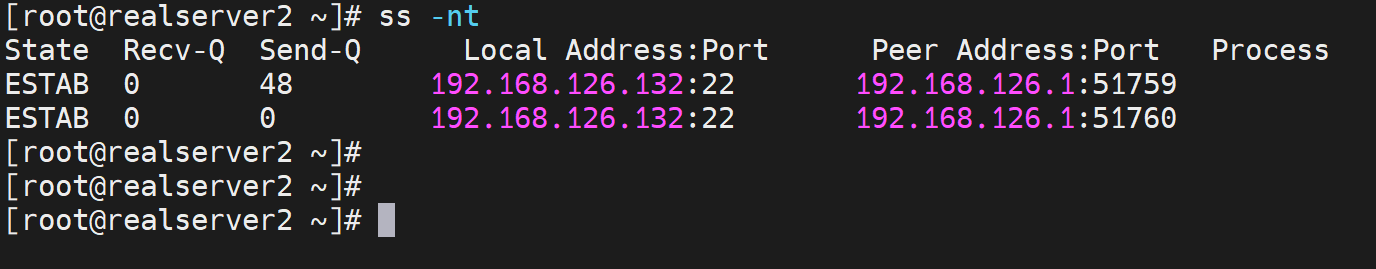 [root@realserver2 ~]# ss -nt
State  Recv-Q  Send-Q      Local Address:Port      Peer Address:Port   Process
ESTAB  0       48        192.168.126.132:22       192.168.126.1:51759
ESTAB  0       0         192.168.126.132:22       192.168.126.1:51760
[root@realserver2 ~]#
[root@realserver2 ~]#
[root@realserver2 ~]#